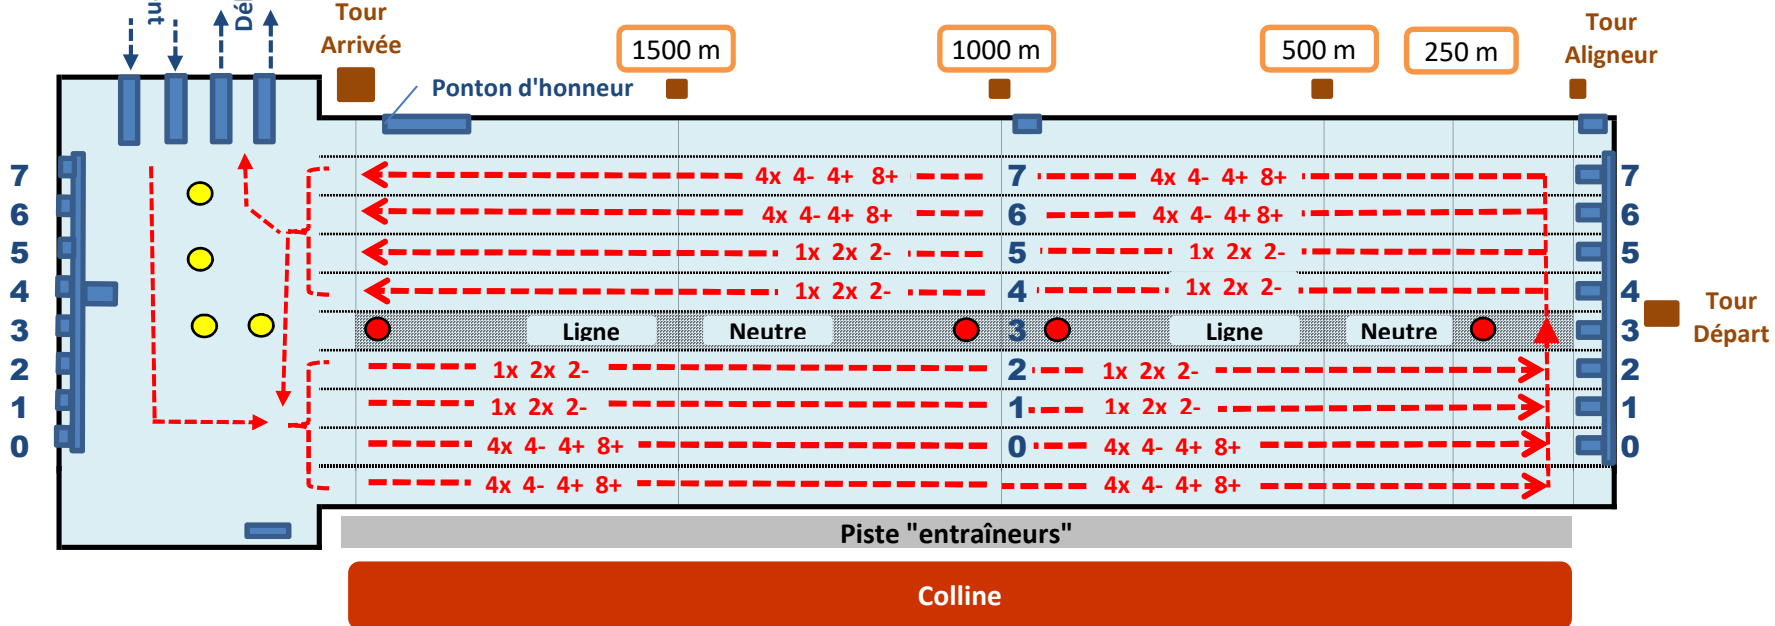 Tour
Arrivée
1500 m
1000 m
500 m
250 m
Tour
Aligneur
Ponton d'honneur
7 4x 4- 4+ 8+ 7 4x 4- 4+ 8+ 7
6 4x 4- 4+ 8+ 6 4x 4- 4+ 8+ 6
5 1x 2x 2- 5 1x 2x 2- 5
4 1x 2x 2- 4 1x 2x 2- 4
3 Ligne Neutre 3 Ligne Neutre 3
Tour
Départ
2 1x 2x 2- 2 1x 2x 2- 2
1 1x 2x 2- 1 1x 2x 2- 1
0 4x 4- 4+ 8+ 0 4x 4- 4+ 8+ 0
4x 4- 4+ 8+ 4x 4- 4+ 8+
Piste "entraîneurs"
Colline